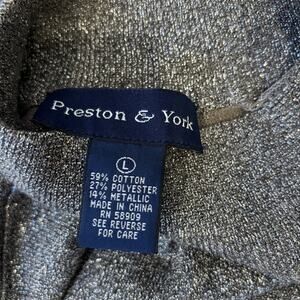 Preston & York
L
59% COTTON
27% POLYESTER
14% METALLIC
MADE IN CHINA
RN 58909
SEE REVERSE
FOR CARE